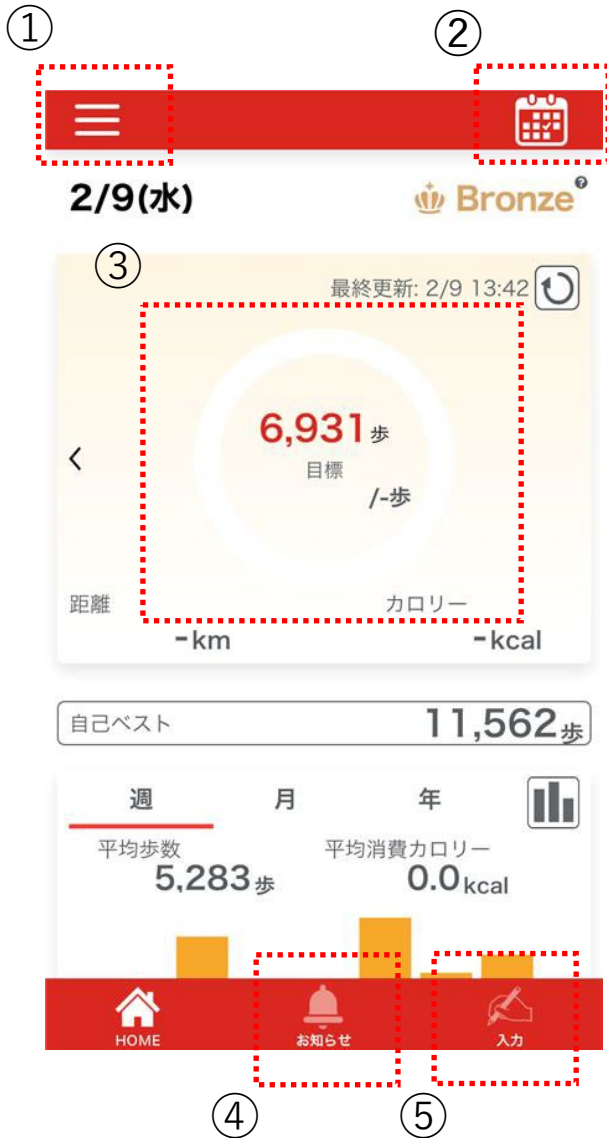 ① ②
2/9(水) Bronze?
③
最終更新: 2/9 13:42
6,931歩
目標
/-歩
距離 カロリー
-km -kcal
自己ベスト 11,562歩
週 月 年
平均歩数 平均消費カロリー
5,283歩 0.0kcal
HOME お知らせ 入力
④ ⑤